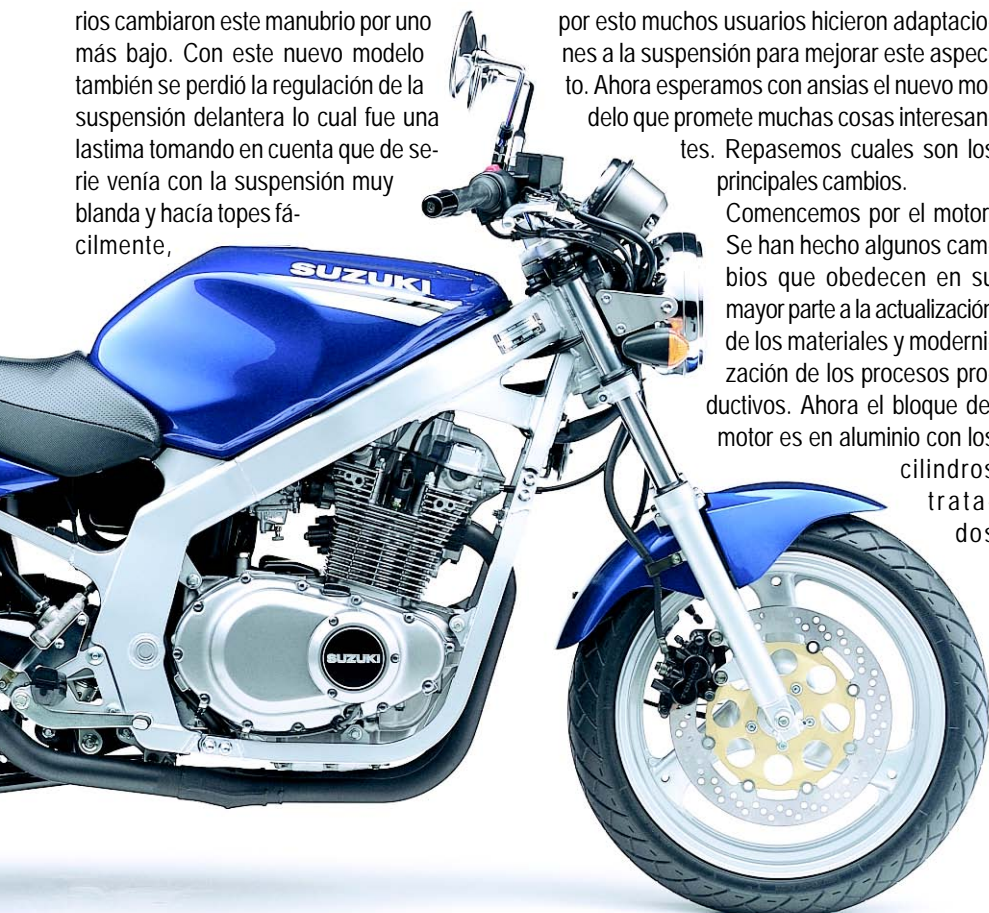 rios cambiaron este manubrio por uno
más bajo. Con este nuevo modelo
también se perdió la regulación de la
suspensión delantera lo cual fue una
lastima tomando en cuenta que de se-
rie venía con la suspensión muy
blanda y hacía topes fá-
cilmente,
por esto muchos usuarios hicieron adaptacio
nes a la suspensión para mejorar este aspec
to. Ahora esperamos con ansias el nuevo mo
delo que promete muchas cosas interesan
tes. Repasemos cuales son los
principales cambios.
Comencemos por el motor
Se han hecho algunos cam
bios que obedecen en su
mayor parte a la actualización
de los materiales y moderni
zación de los procesos pro
ductivos. Ahora el bloque de
motor es en aluminio con los
cilindros
trata
dos
SUZUKI
SUZUKI